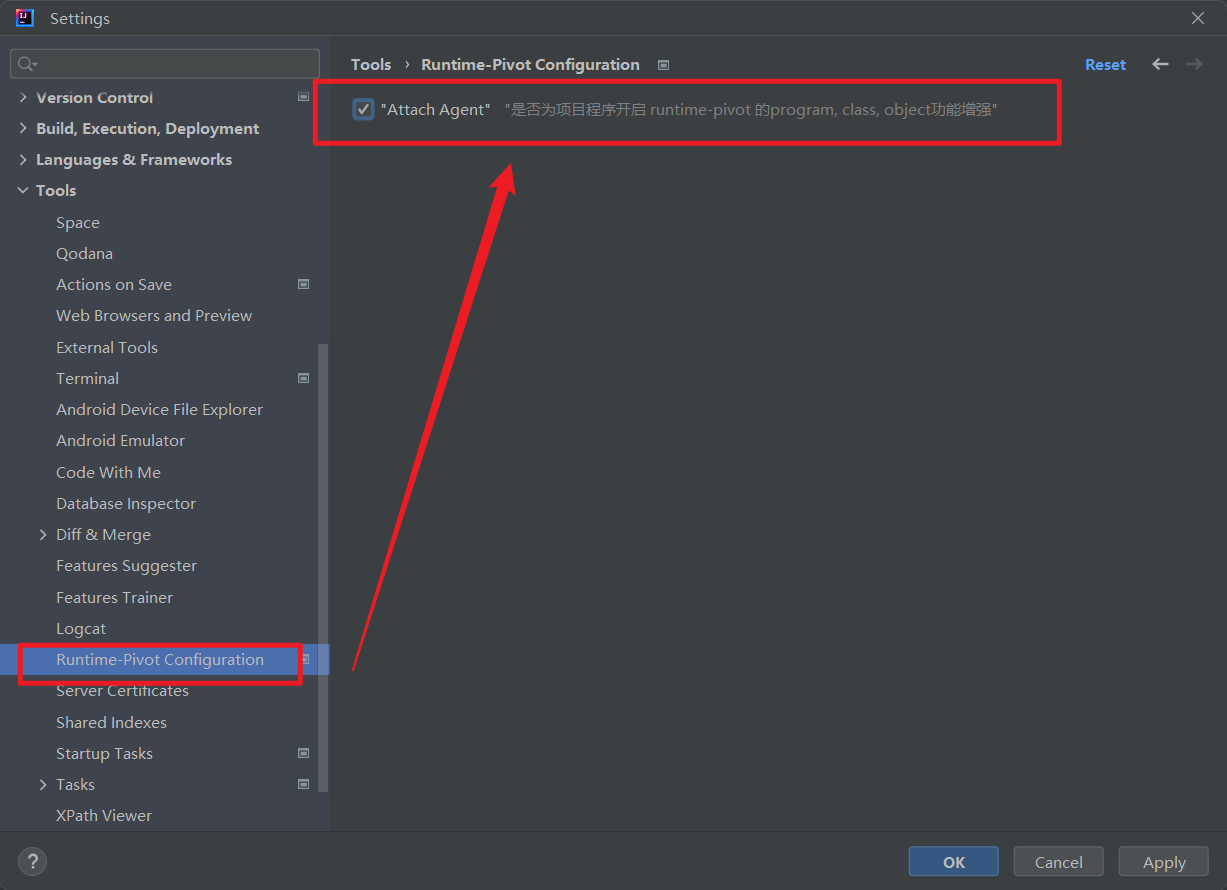 Settings
Tools › Runtime-Pivot Configuration
Reset
Version Control
Build, Execution, Deployment
Languages & Frameworks
Tools
Space
Qodana
Actions on Save
Web Browsers and Preview
External Tools
Terminal
Android Device File Explorer
Android Emulator
Code With Me
Database Inspector
Diff & Merge
Features Suggester
Features Trainer
Logcat
Runtime-Pivot Configuration
Server Certificates
Shared Indexes
Startup Tasks
Tasks
XPath Viewer
"Attach Agent" "是否为项目程序开启 runtime-pivot 的program, class, object功能增强"
?
OK
Cancel
Apply